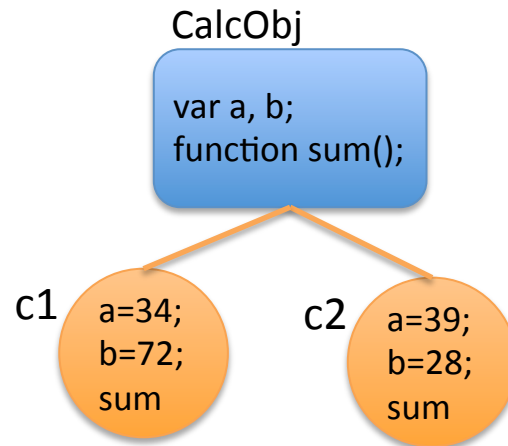 CalcObj
var a, b;
function sum();
c1
a=34;
b=72;
sum
c2
a=39;
b=28;
sum